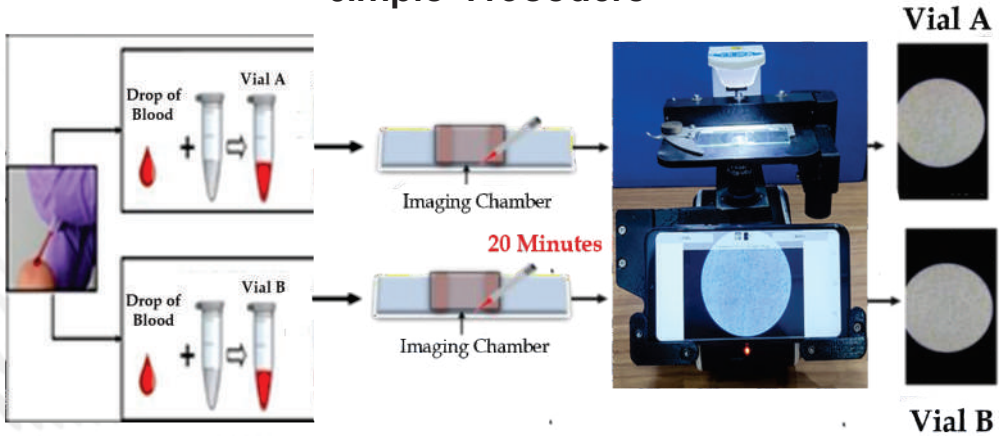 Vial A
Vial A
Drop of
Blood
+
Imaging Chamber
20 Minutes
Vial B
Drop of
Blood
+
Imaging Chamber
Vial B